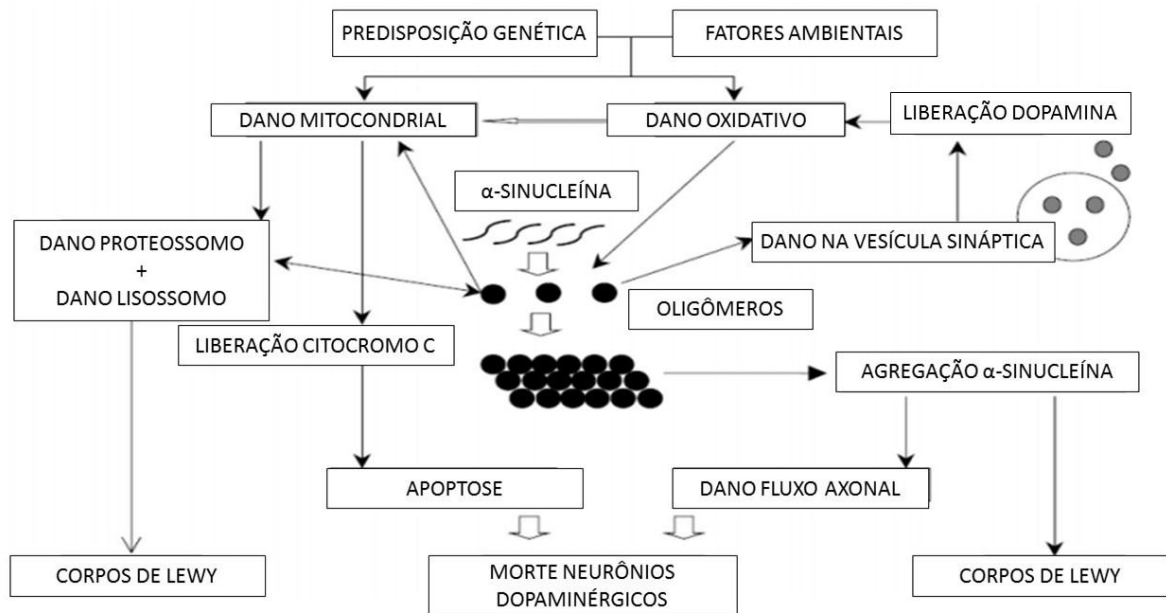 PREDISPOSIÇÃO GENÉTICA
FATORES AMBIENTAIS
DANO MITOCONDRIAL
DANO OXIDATIVO
LIBERAÇÃO DOPAMINA
α-SINUCLEÍNA
DANO PROTEOSSOMO
+
DANO LISOSSOMO
DANO NA VESÍCULA SINÁPTICA
OLIGÔMEROS
LIBERAÇÃO CITOCROMO C
AGREGAÇÃO α-SINUCLEÍNA
APOPTOSE
DANO FLUXO AXONAL
CORPOS DE LEWY
MORTE NEURÔNIOS
DOPAMINÉRGICOS
CORPOS DE LEWY